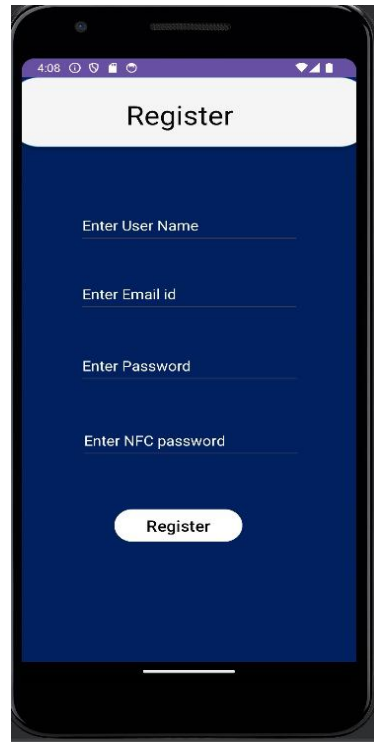 4:08
Register
Enter User Name
Enter Email id
Enter Password
Enter NFC password
Register